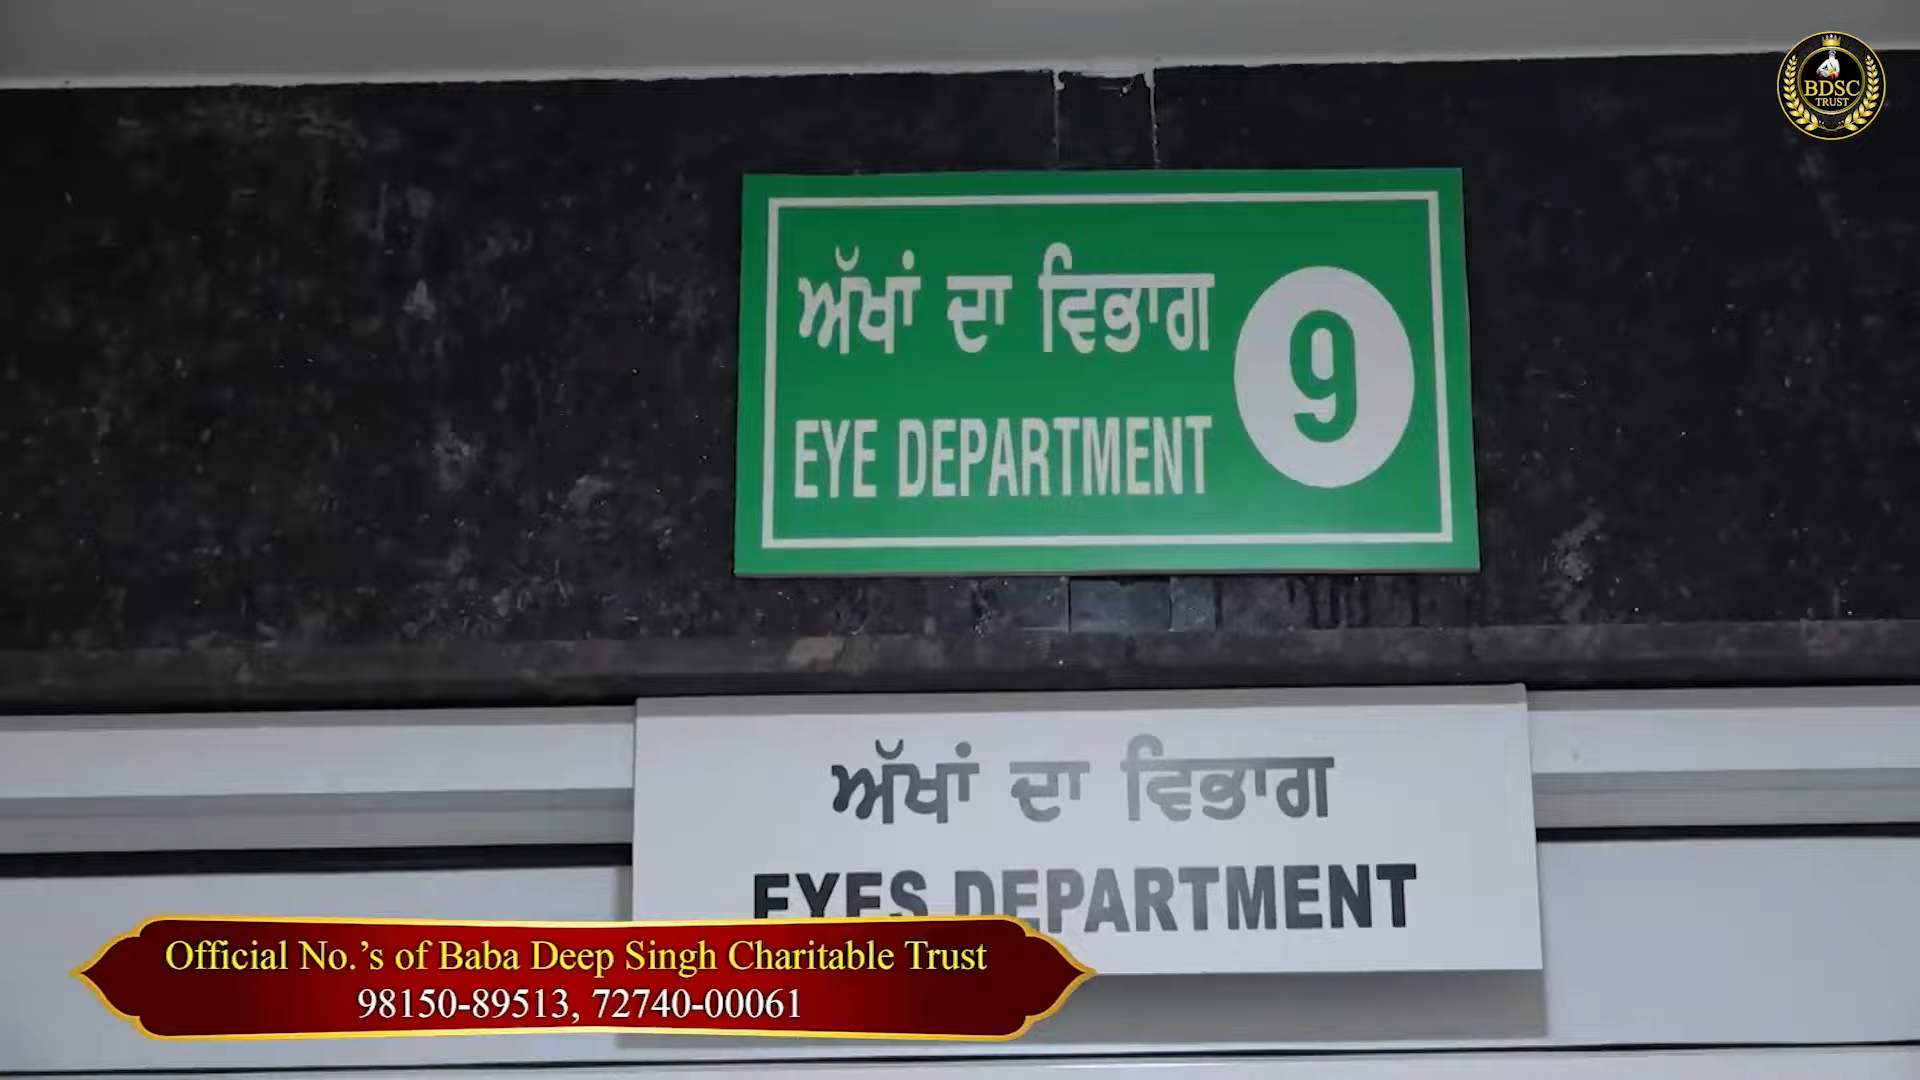 BDSC
TRUST
ਅੱਖਾਂ ਦਾ ਵਿਭਾਗ
EYE DEPARTMENT
9
ਅੱਖਾਂ ਦਾ ਵਿਭਾਗ
EYES DEPARTMENT
Official No.’s of Baba Deep Singh Charitable Trust
98150-89513, 72740-00061